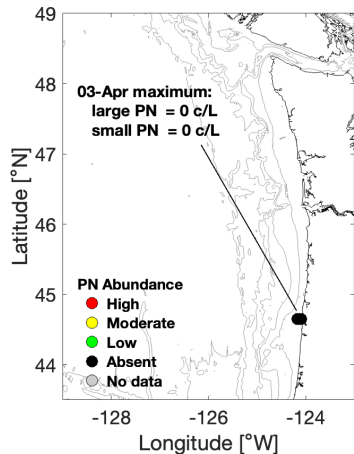 49
48
47
46
45
44
Latitude [°N]
03-Apr maximum:
large PN = 0 c/L
small PN = 0 c/L
PN Abundance
High
Moderate
Low
Absent
No data
-128
-126
-124
-122
Longitude [°W]